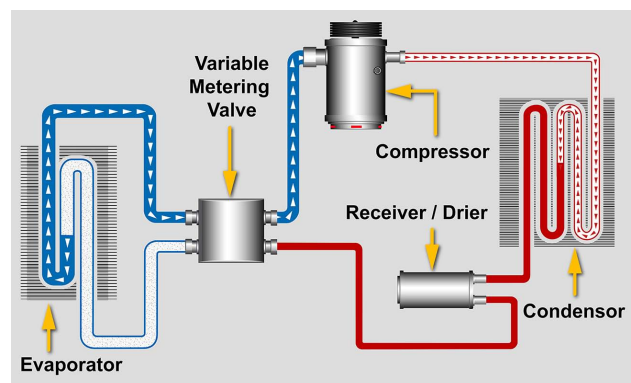 Variable
Metering
Valve
Compressor
Receiver / Drier
Condensor
Evaporator